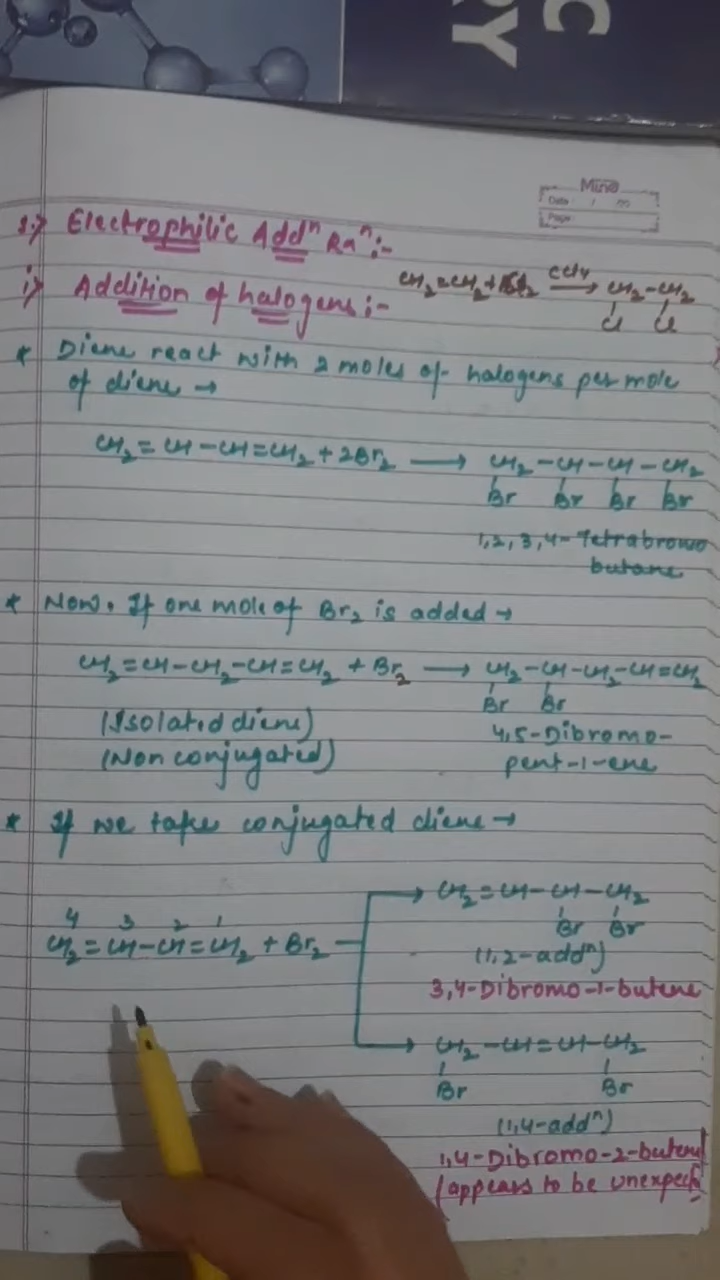 C
RY
Mino
Date / /
Page
1.> Electrophilic Addⁿ Rxⁿ:-
i> Addition of halogens:-
CH₂=CH₂ + Cl₂ CCl₄ → CH₂-CH₂
Cl Cl
* Diene react with 2 moles of halogens per mole
of diene →
CH₂=CH-CH=CH₂ + 2Br₂ → CH₂-CH-CH-CH₂
Br Br Br Br
1,2,3,4-Tetrabromo
butane
* Now. If one mole of Br₂ is added →
CH₂=CH-CH₂-CH=CH₂ + Br₂ → CH₂-CH-CH₂-CH=CH₂
Br Br
(Isolated diene)
(Non conjugated)
4,5-Dibromo-
pent-1-ene
* If we take conjugated diene →
CH₂=CH-CH-CH₂
Br Br
(1,2-addⁿ)
3,4-Dibromo-1-butene
4 3 2 1
CH₂=CH-CH=CH₂ + Br₂
CH₂-CH=CH-CH₂
Br Br
(1,4-addⁿ)
1,4-Dibromo-2-butene
(appears to be